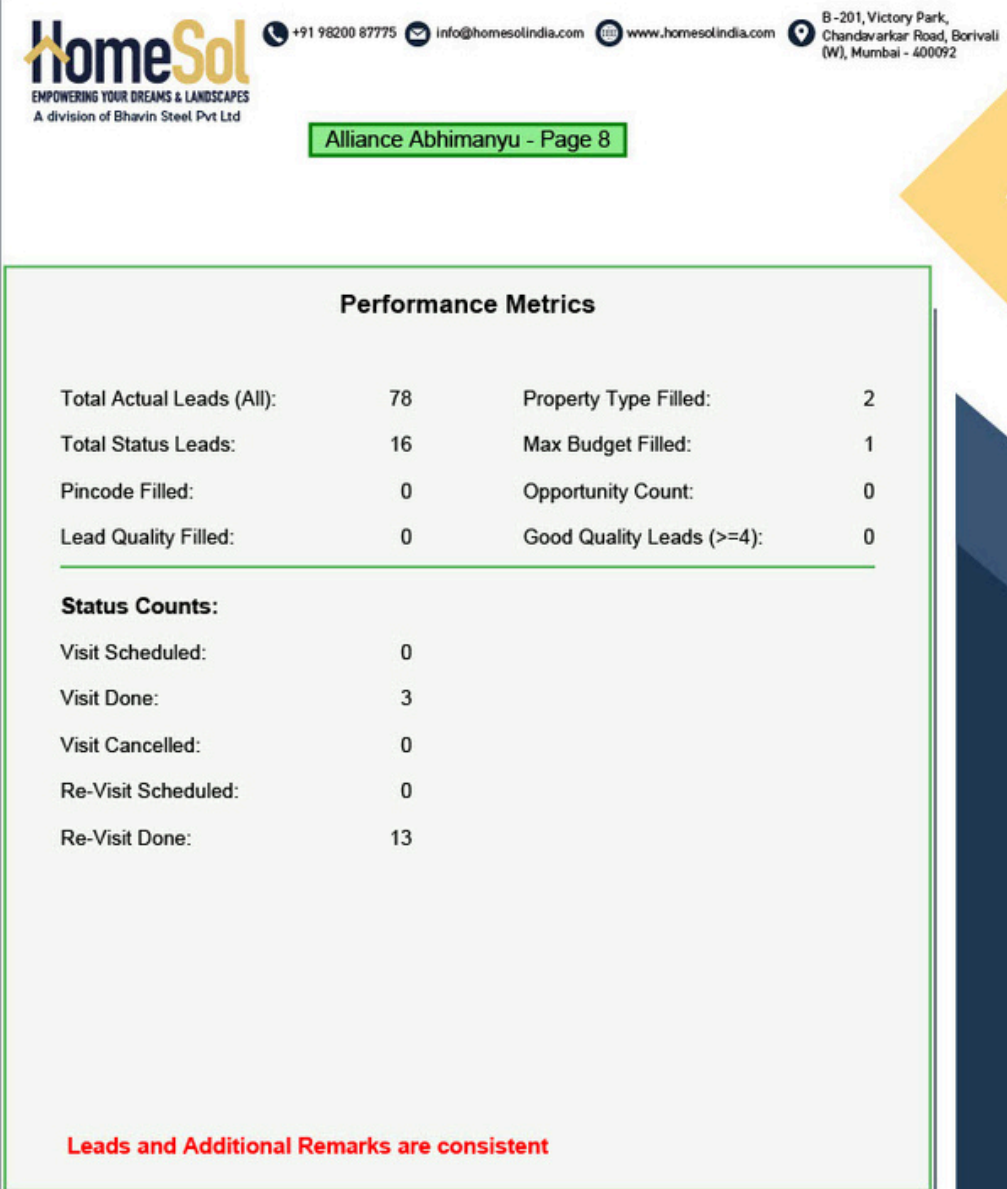 HomeSol
EMPOWERING YOUR DREAMS & LANDSCAPES
A division of Bhavin Steel Pvt Ltd
+91 98200 87775 info@homesolindia.com www.homesolindia.com
B-201, Victory Park,
Chandavarkar Road, Borivali
(W), Mumbai - 400092
Alliance Abhimanyu - Page 8
Performance Metrics
Total Actual Leads (All): 78 Property Type Filled: 2
Total Status Leads: 16 Max Budget Filled: 1
Pincode Filled: 0 Opportunity Count: 0
Lead Quality Filled: 0 Good Quality Leads (>=4): 0
Status Counts:
Visit Scheduled: 0
Visit Done: 3
Visit Cancelled: 0
Re-Visit Scheduled: 0
Re-Visit Done: 13
Leads and Additional Remarks are consistent